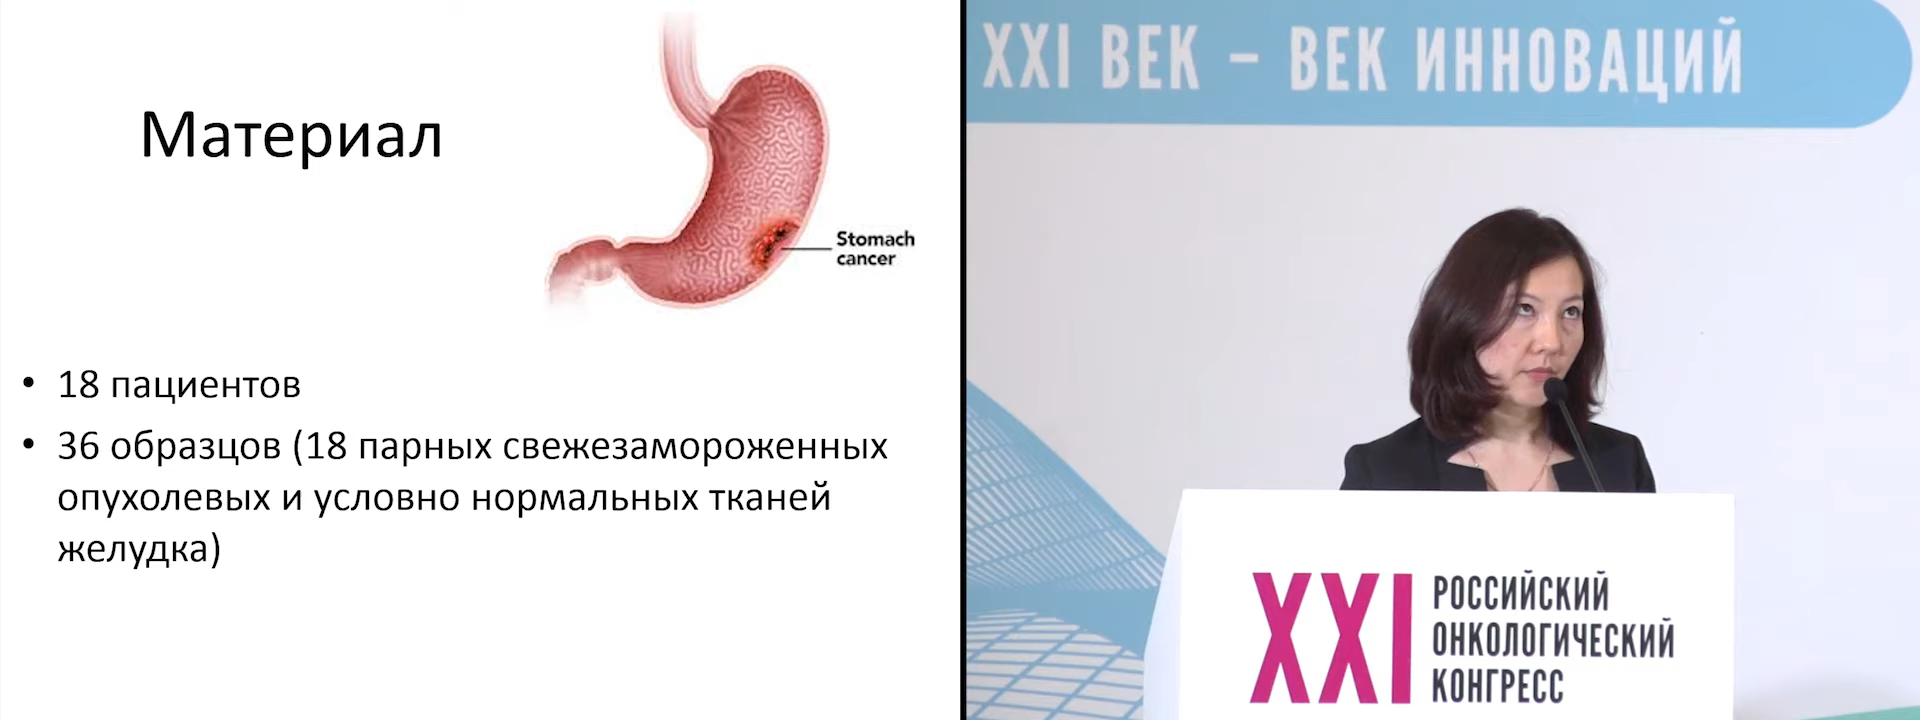 Материал
Stomach
cancer
• 18 пациентов
• 36 образцов (18 парных свежезамороженных
опухолевых и условно нормальных тканей
желудка)
XXI ВЕК – ВЕК ИННОВАЦИЙ
XXI РОССИЙСКИЙ
ОНКОЛОГИЧЕСКИЙ
КОНГРЕСС